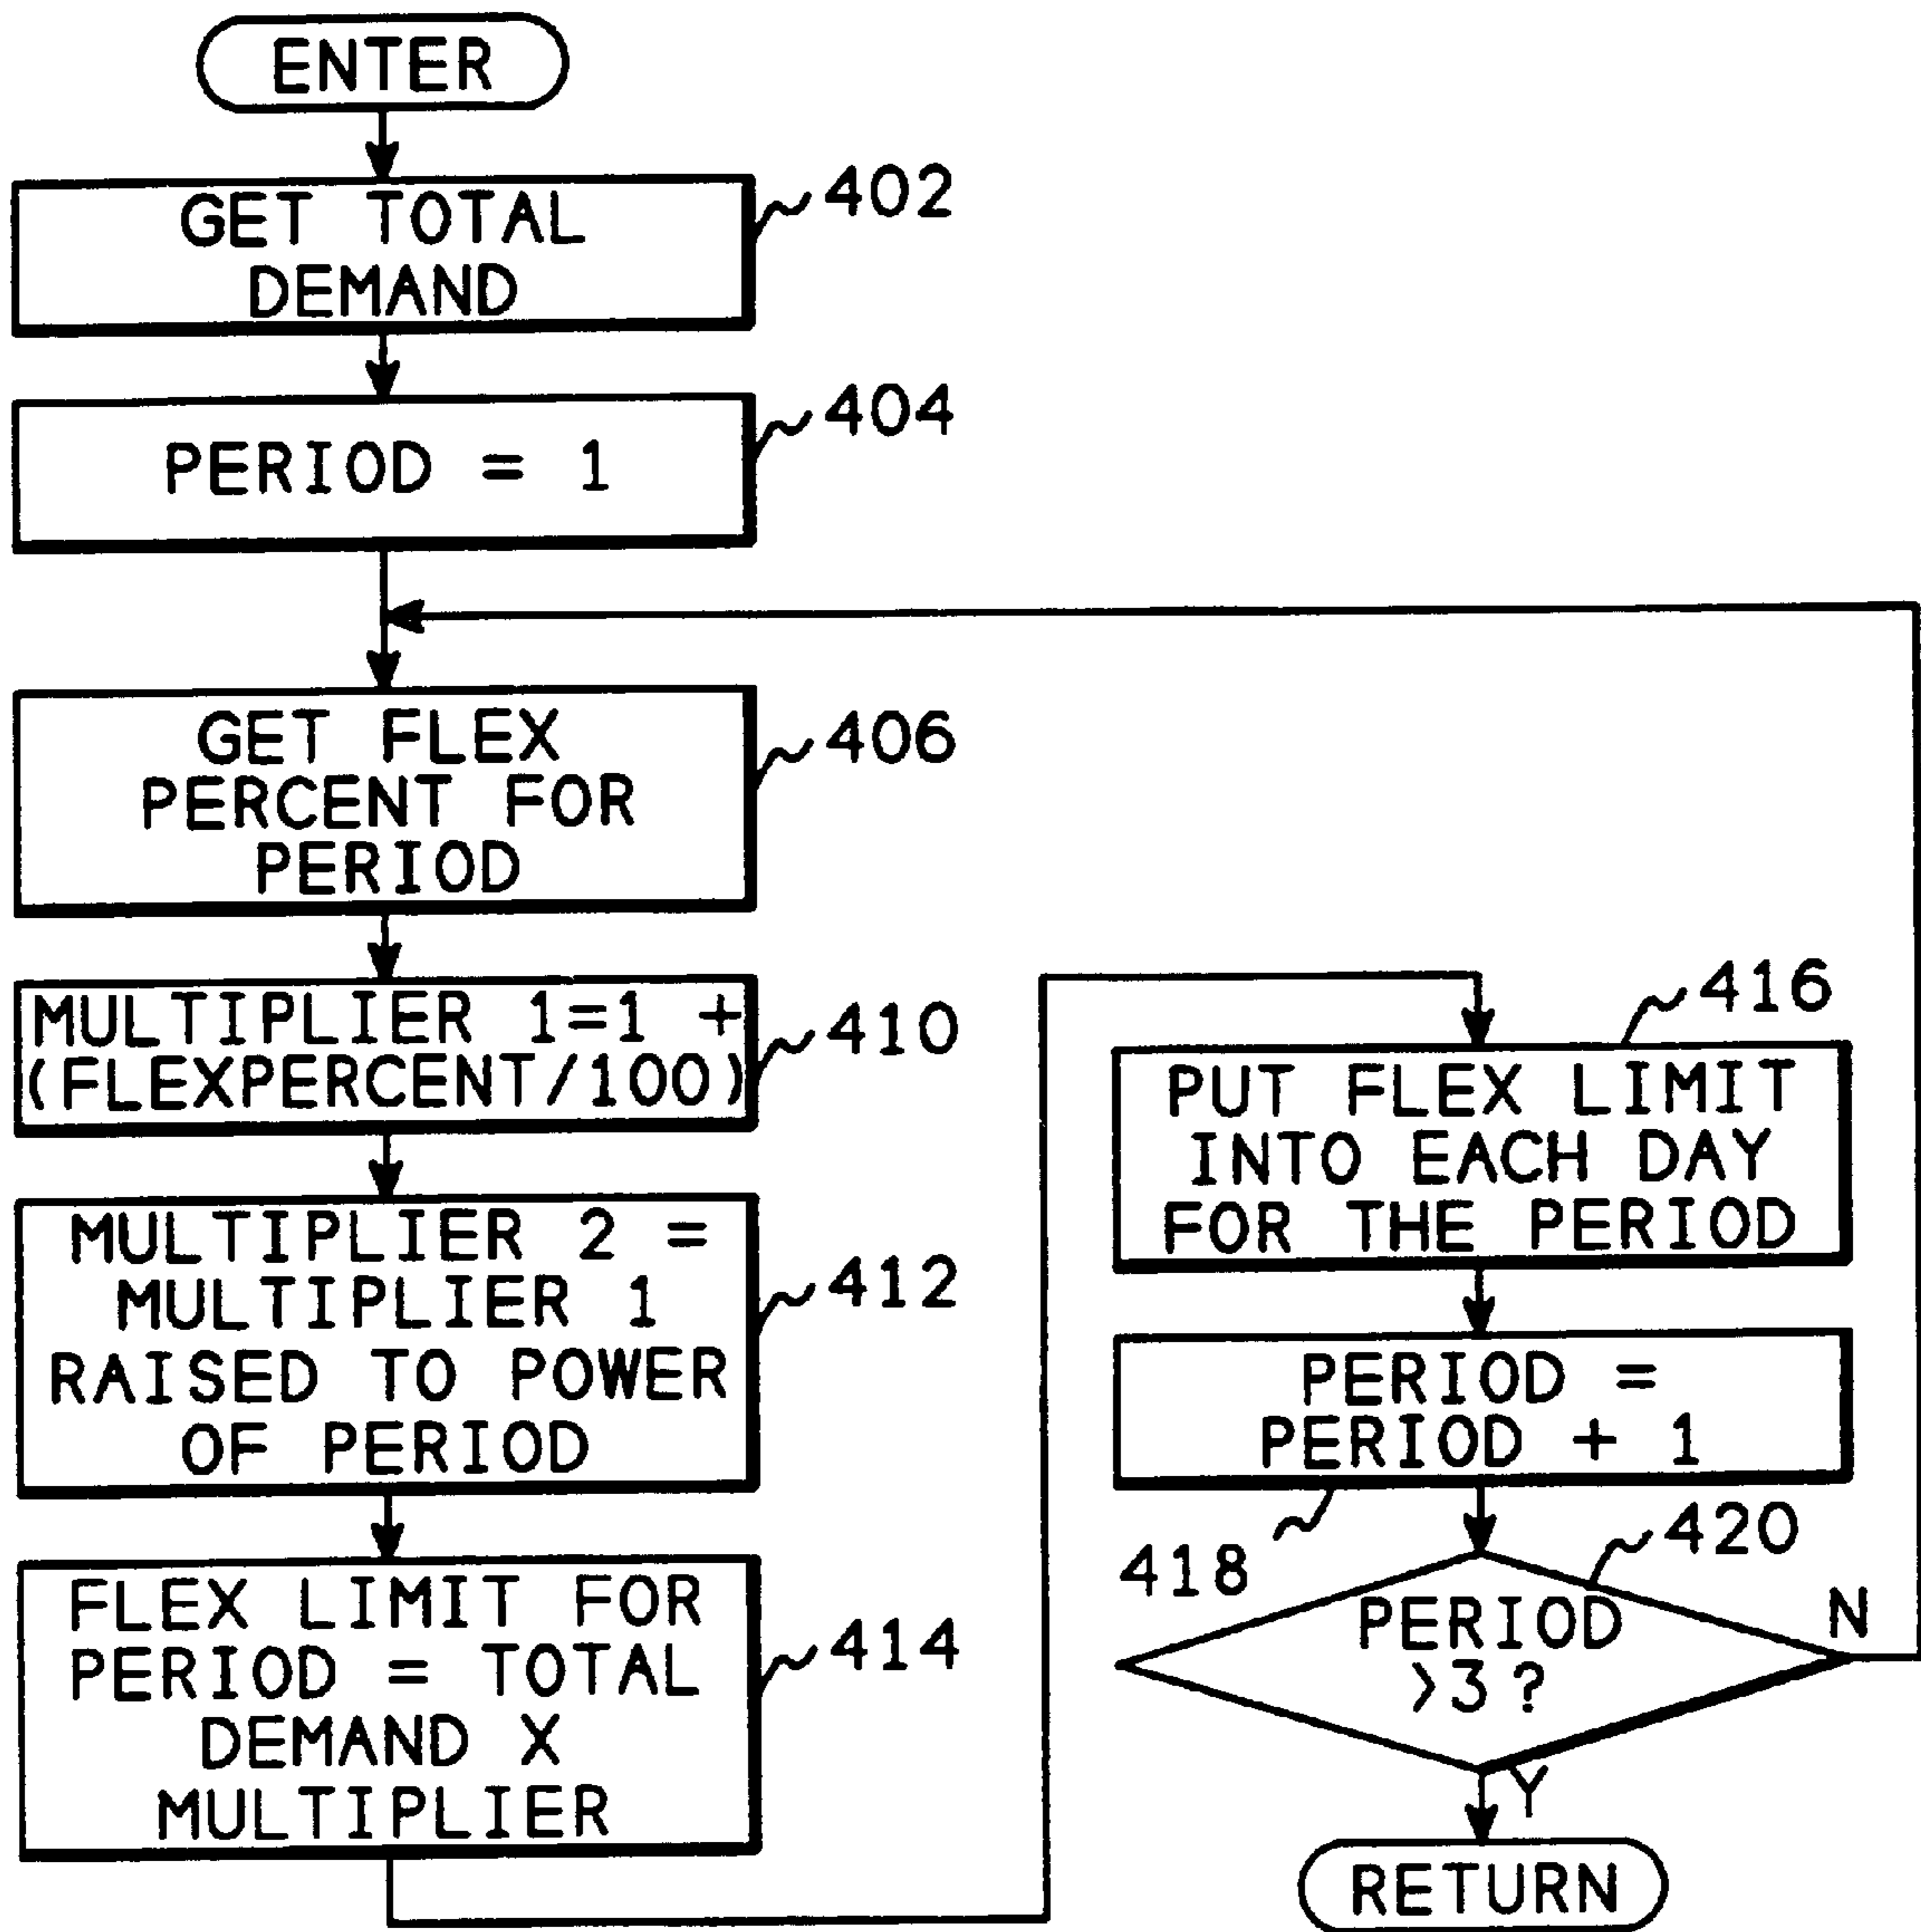 ENTER
GET TOTAL
DEMAND
402
PERIOD = 1
404
GET FLEX
PERCENT FOR
PERIOD
406
MULTIPLIER 1=1 +
(FLEXPERCENT/100)
410
MULTIPLIER 2 =
MULTIPLIER 1
RAISED TO POWER
OF PERIOD
412
FLEX LIMIT FOR
PERIOD = TOTAL
DEMAND X
MULTIPLIER
414
PUT FLEX LIMIT
INTO EACH DAY
FOR THE PERIOD
416
PERIOD =
PERIOD + 1
418
PERIOD
>3?
420
N
Y
RETURN